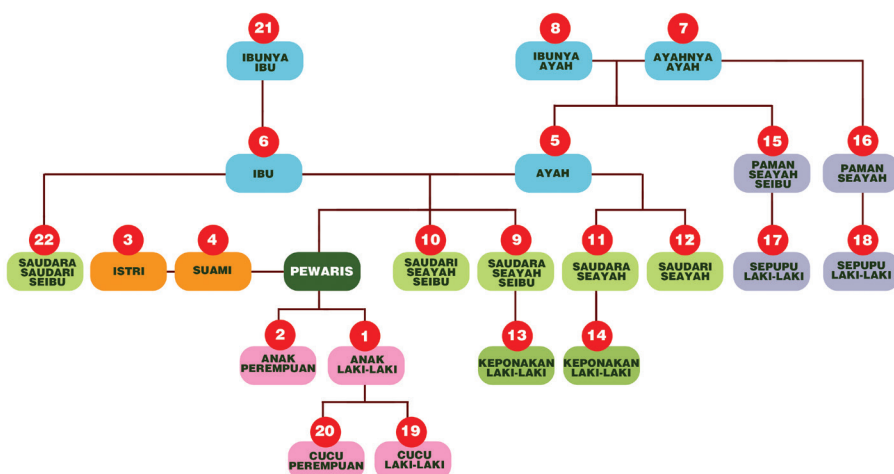 21
IBUNYA
IBU
8
IBUNYA
AYAH
7
AYAHNYA
AYAH
6
IBU
5
AYAH
15
PAMAN
SEAYAH
SEIBU
16
PAMAN
SEAYAH
22
SAUDARA
SAUDARI
SEIBU
3
ISTRI
4
SUAMI
PEWARIS
10
SAUDARI
SEAYAH
SEIBU
9
SAUDARA
SEAYAH
SEIBU
11
SAUDARA
SEAYAH
12
SAUDARI
SEAYAH
17
SEPUPU
LAKI-LAKI
18
SEPUPU
LAKI-LAKI
2
ANAK
PEREMPUAN
1
ANAK
LAKI-LAKI
13
KEPONAKAN
LAKI-LAKI
14
KEPONAKAN
LAKI-LAKI
20
CUCU
PEREMPUAN
19
CUCU
LAKI-LAKI